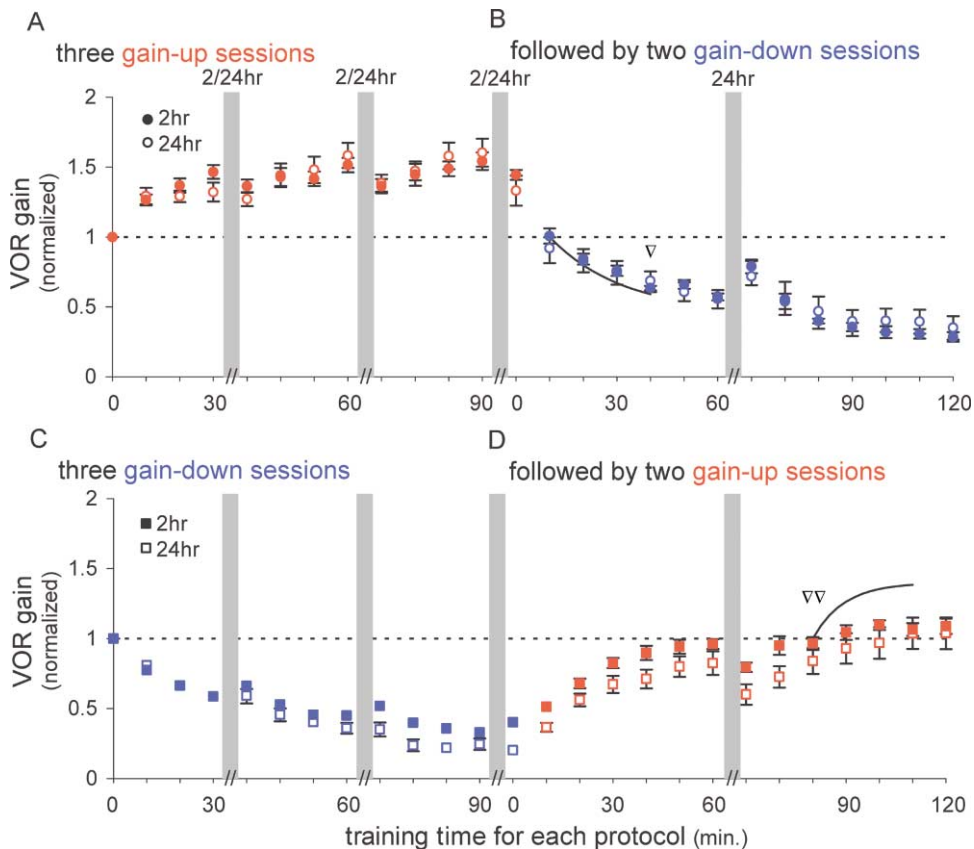 A
three gain-up sessions
B
followed by two gain-down sessions
2/24hr 2/24hr 2/24hr 24hr
2
1.5
1
0.5
0
VOR gain
(normalized)
2hr
24hr
0 30 60 90 0 60 90 120
C
three gain-down sessions
D
followed by two gain-up sessions
2
1.5
1
0.5
0
VOR gain
(normalized)
2hr
24hr
0 30 60 90 0 30 60 90 120
training time for each protocol (min.)